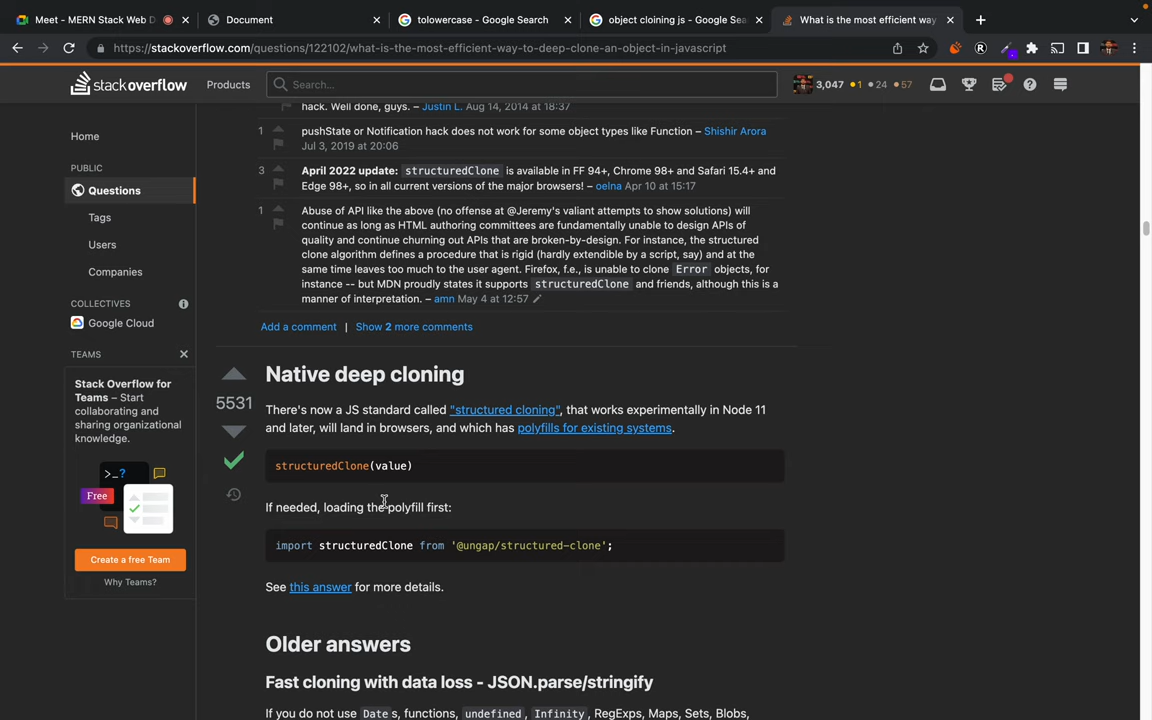 Meet - MERN Stack Web D
Document
tolowercase - Google Search
object cloining js - Google Sea
What is the most efficient way
https://stackoverflow.com/questions/122102/what-is-the-most-efficient-way-to-deep-clone-an-object-in-javascript
stackoverflow
Products
Search...
3,047 1 24 57
Home
PUBLIC
Questions
Tags
Users
Companies
COLLECTIVES
Google Cloud
TEAMS
Stack Overflow for
Teams – Start
collaborating and
sharing organizational
knowledge.
>_?
Free
Create a free Team
Why Teams?
hack. Well done, guys. – Justin L. Aug 14, 2014 at 18:37
1 pushState or Notification hack does not work for some object types like Function – Shishir Arora
Jul 3, 2019 at 20:06
3 April 2022 update: structuredClone is available in FF 94+, Chrome 98+ and Safari 15.4+ and
Edge 98+, so in all current versions of the major browsers! – oelna Apr 10 at 15:17
1 Abuse of API like the above (no offense at @Jeremy's valiant attempts to show solutions) will
continue as long as HTML authoring committees are fundamentally unable to design APIs of
quality and continue churning out APIs that are broken-by-design. For instance, the structured
clone algorithm defines a procedure that is rigid (hardly extendible by a script, say) and at the
same time leaves too much to the user agent. Firefox, f.e., is unable to clone Error objects, for
instance -- but MDN proudly states it supports structuredClone and friends, although this is a
manner of interpretation. – amn May 4 at 12:57
Add a comment | Show 2 more comments
5531
Native deep cloning
There's now a JS standard called "structured cloning", that works experimentally in Node 11
and later, will land in browsers, and which has polyfills for existing systems.
structuredClone(value)
If needed, loading the polyfill first:
import structuredClone from '@ungap/structured-clone';
See this answer for more details.
Older answers
Fast cloning with data loss - JSON.parse/stringify
If you do not use Date s, functions, undefined, Infinity, RegExps, Maps, Sets, Blobs,